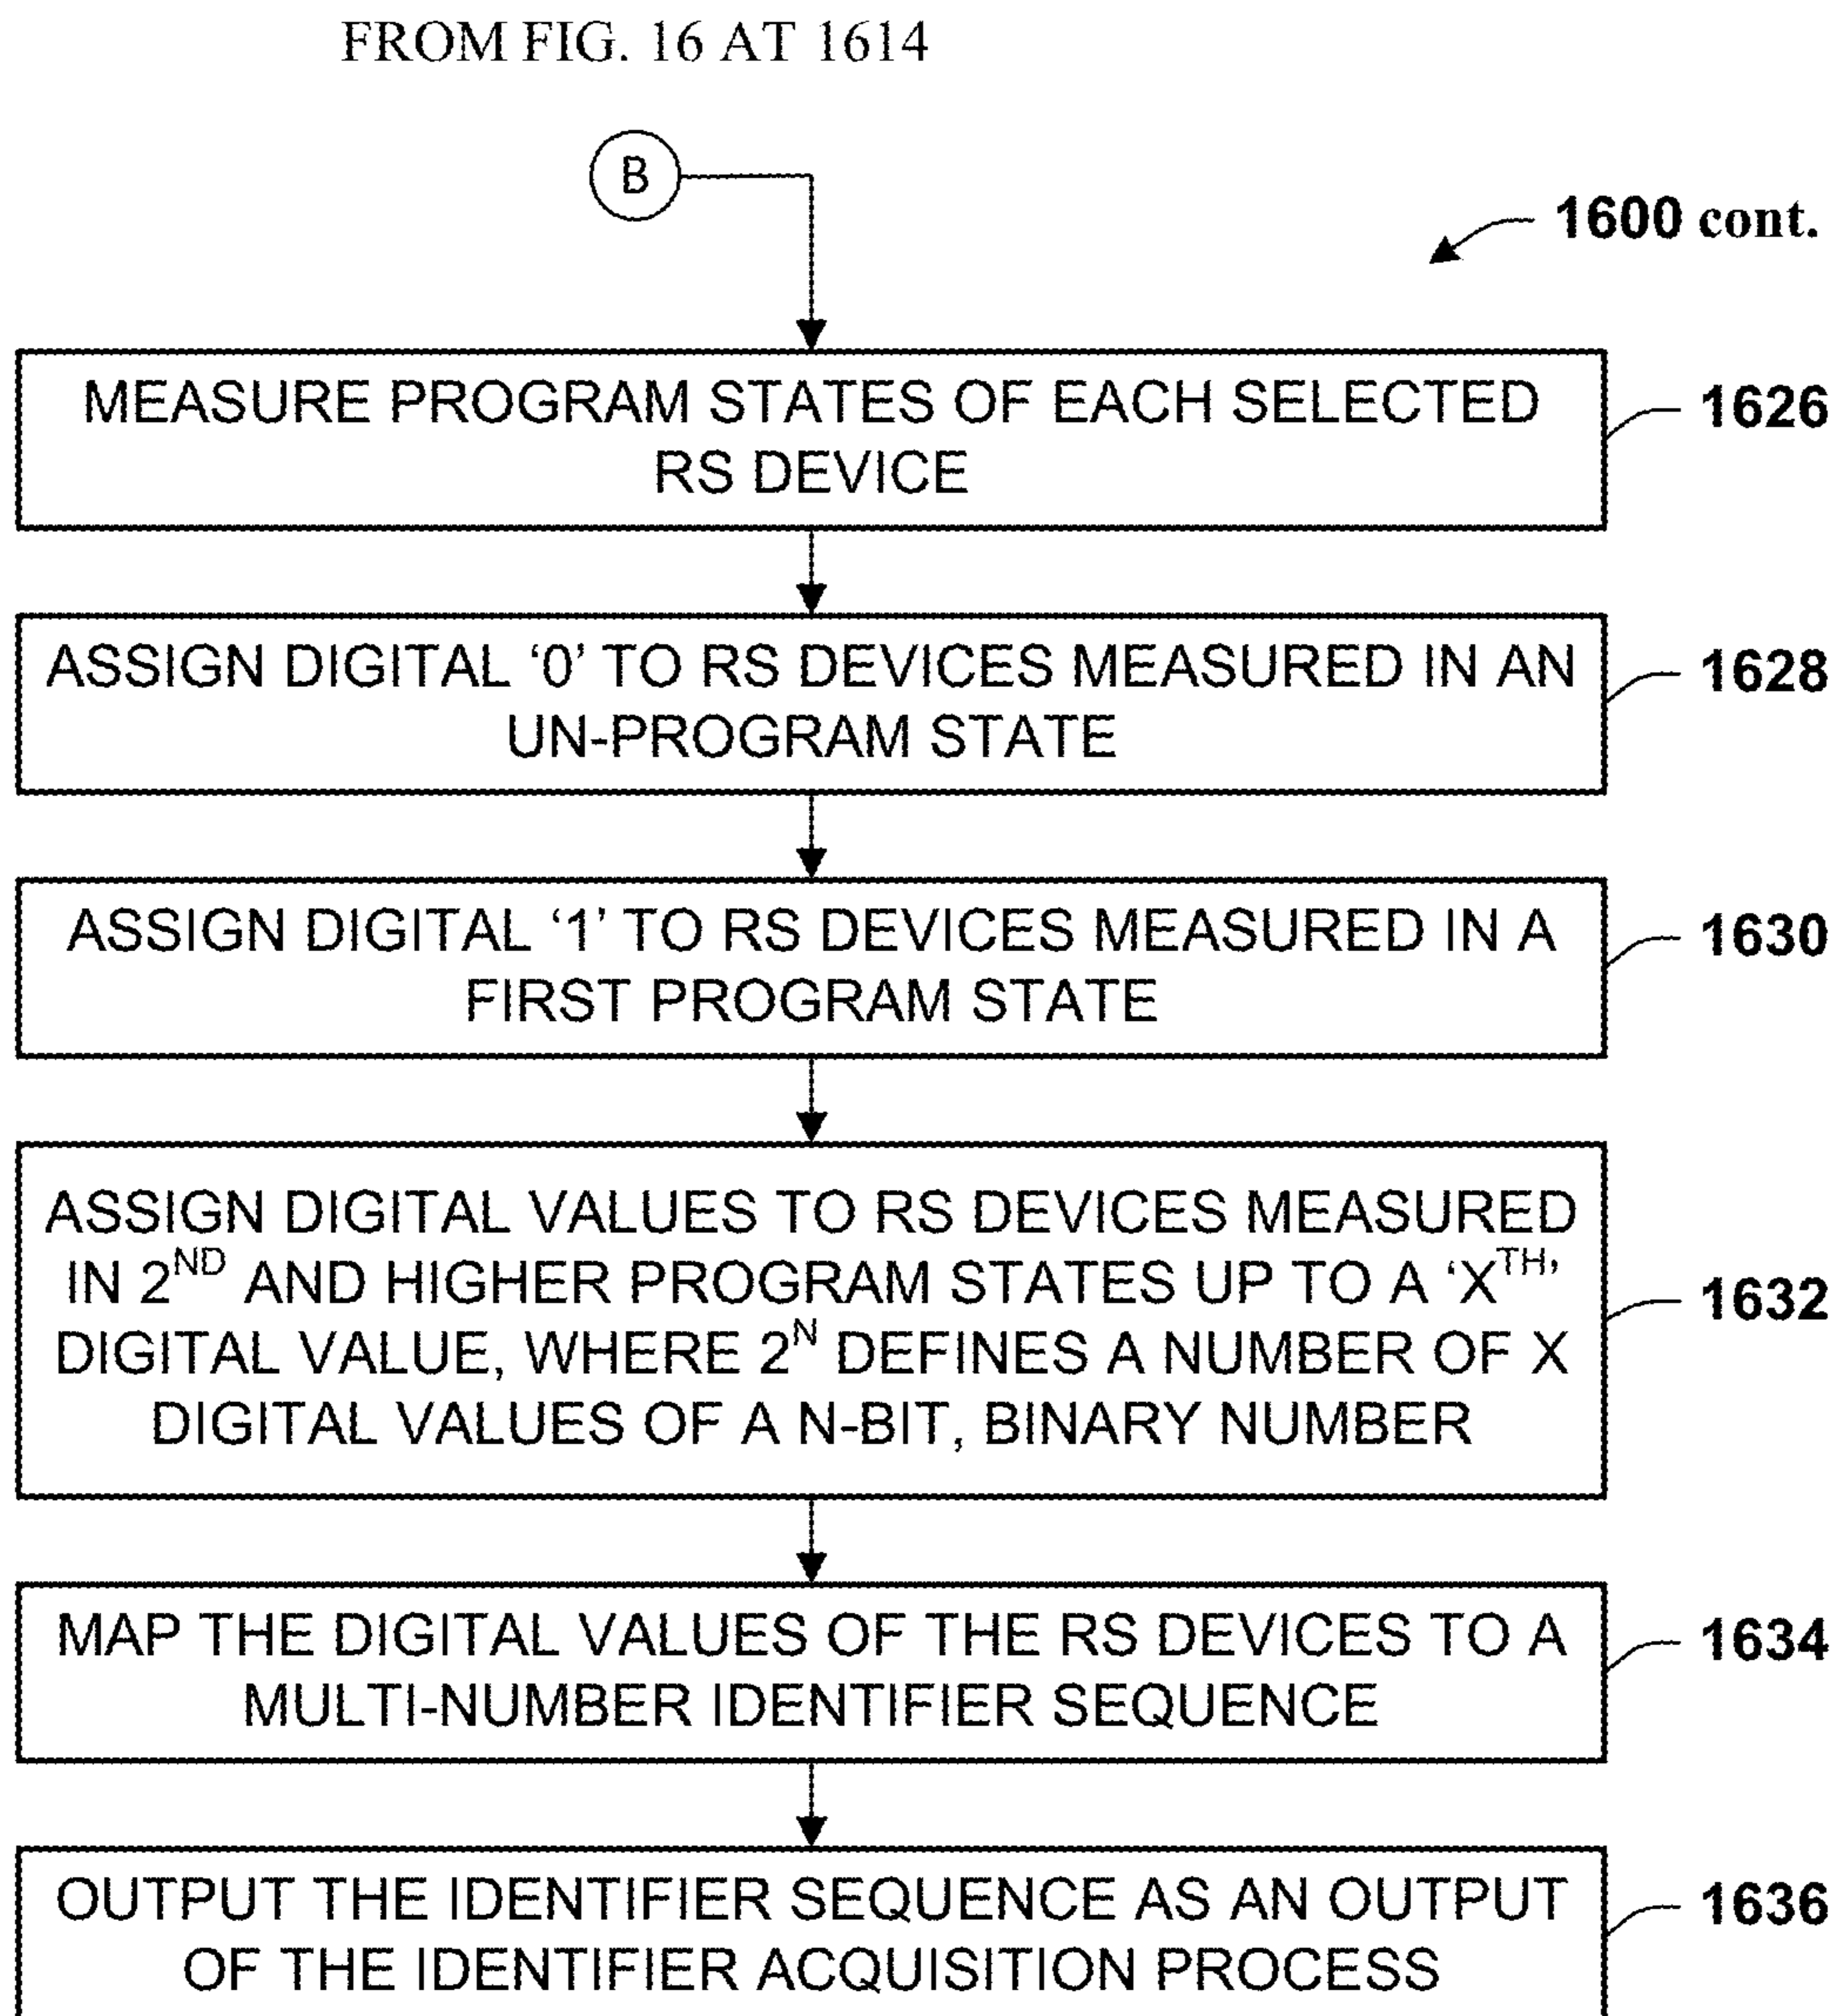 FROM FIG. 16 AT 1614
B
1600 cont.
MEASURE PROGRAM STATES OF EACH SELECTED
RS DEVICE
1626
ASSIGN DIGITAL ‘0’ TO RS DEVICES MEASURED IN AN
UN-PROGRAM STATE
1628
ASSIGN DIGITAL ‘1’ TO RS DEVICES MEASURED IN A
FIRST PROGRAM STATE
1630
ASSIGN DIGITAL VALUES TO RS DEVICES MEASURED
IN 2ND AND HIGHER PROGRAM STATES UP TO A ‘XTH’
DIGITAL VALUE, WHERE 2N DEFINES A NUMBER OF X
DIGITAL VALUES OF A N-BIT, BINARY NUMBER
1632
MAP THE DIGITAL VALUES OF THE RS DEVICES TO A
MULTI-NUMBER IDENTIFIER SEQUENCE
1634
OUTPUT THE IDENTIFIER SEQUENCE AS AN OUTPUT
OF THE IDENTIFIER ACQUISITION PROCESS
1636